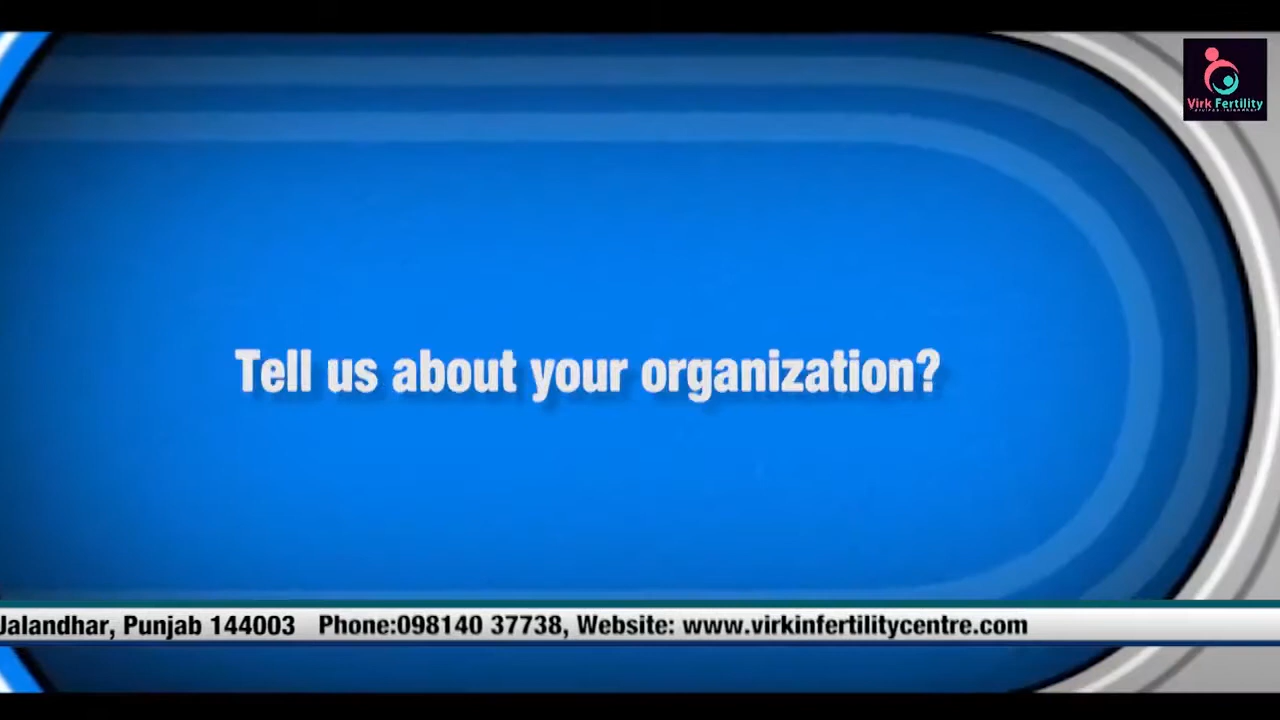 Virk Fertility
Tell us about your organization?
Jalandhar, Punjab 144003 Phone:098140 37738, Website: www.virkinfertilitycentre.com